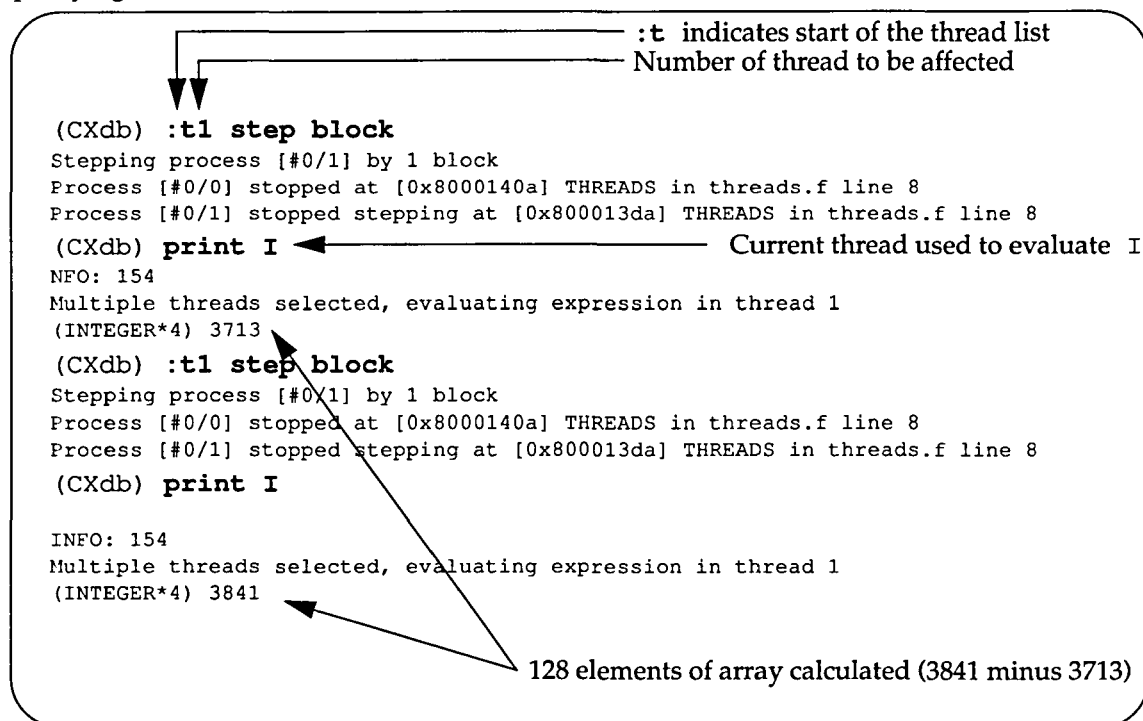 :t indicates start of the thread list
Number of thread to be affected
(CXdb) :t1 step block
Stepping process [#0/1] by 1 block
Process [#0/0] stopped at [0x8000140a] THREADS in threads.f line 8
Process [#0/1] stopped stepping at [0x800013da] THREADS in threads.f line 8
(CXdb) print I
Current thread used to evaluate I
NFO: 154
Multiple threads selected, evaluating expression in thread 1
(INTEGER*4) 3713
(CXdb) :t1 step block
Stepping process [#0/1] by 1 block
Process [#0/0] stopped at [0x8000140a] THREADS in threads.f line 8
Process [#0/1] stopped stepping at [0x800013da] THREADS in threads.f line 8
(CXdb) print I
INFO: 154
Multiple threads selected, evaluating expression in thread 1
(INTEGER*4) 3841
128 elements of array calculated (3841 minus 3713)